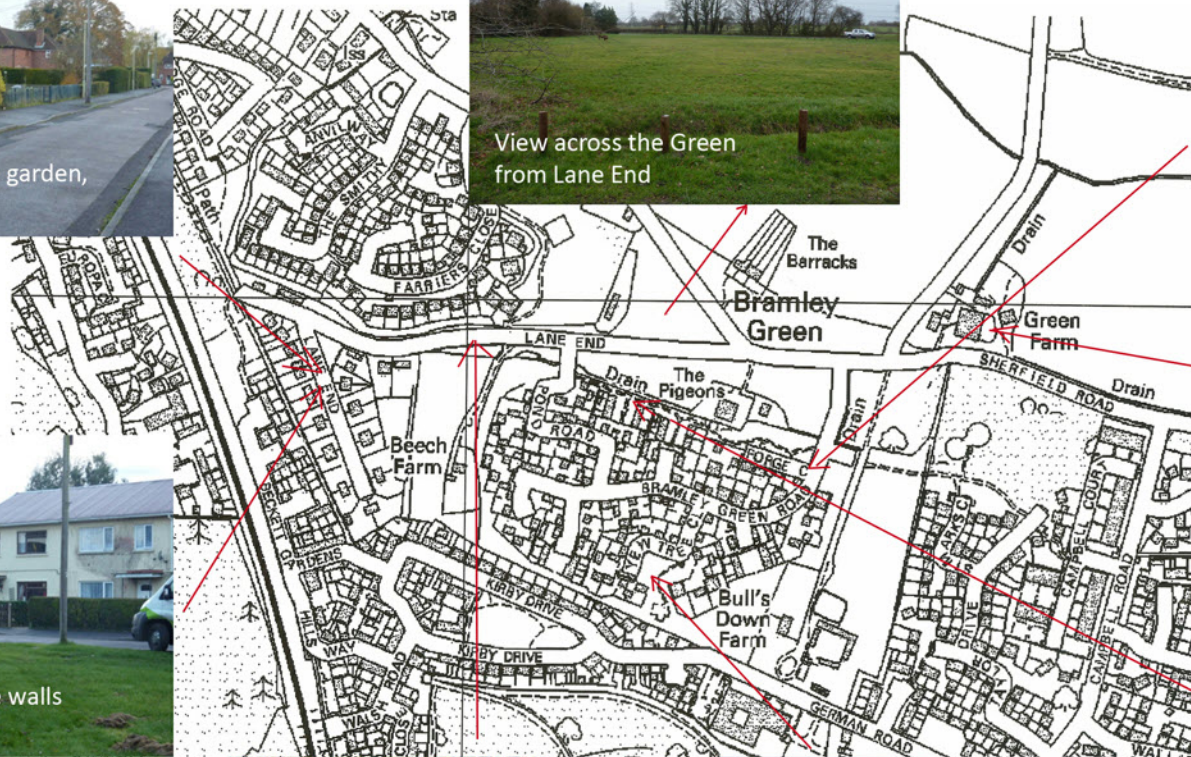 Sta
garden,
View across the Green
from Lane End
ANVIL WAY
THE SMITHY
Path
FARRIERS CLOSE
The
Barracks
Bramley
Green
Drain
Green
Farm
LANE END
SHERFIELD ROAD
Drain
LANE END
Drain
The
Pigeons
Drain
ROAD
Beech
Farm
FORGE
BRAMLEY GREEN ROAD
CAMPBELL COURT
GARDENS
KIRBY DRIVE
Bull's
Down
Farm
DRIVE
CAMPBELL ROAD
HILLS
WAY
KIRBY DRIVE
ROAD
WALSH
CLOSE
GERMAN ROAD
walls